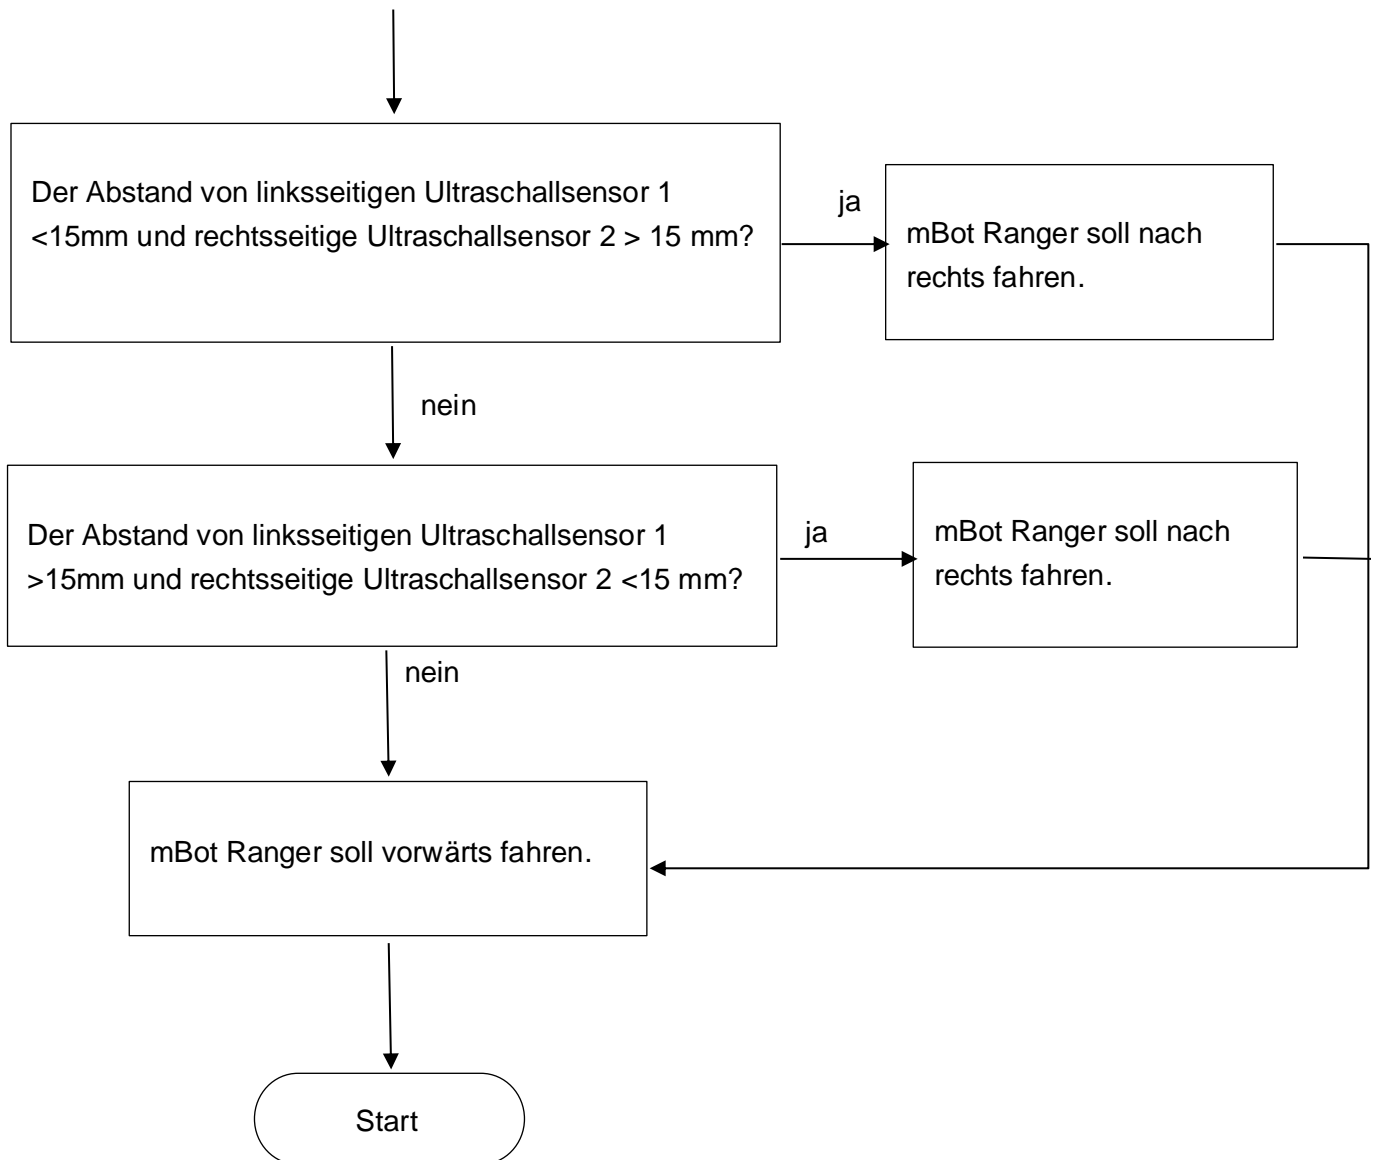 Der Abstand von linksseitigen Ultraschallsensor 1
<15mm und rechtsseitige Ultraschallsensor 2 > 15 mm?
ja
mBot Ranger soll nach
rechts fahren.
nein
Der Abstand von linksseitigen Ultraschallsensor 1
>15mm und rechtsseitige Ultraschallsensor 2 <15 mm?
ja
mBot Ranger soll nach
rechts fahren.
nein
mBot Ranger soll vorwärts fahren.
Start